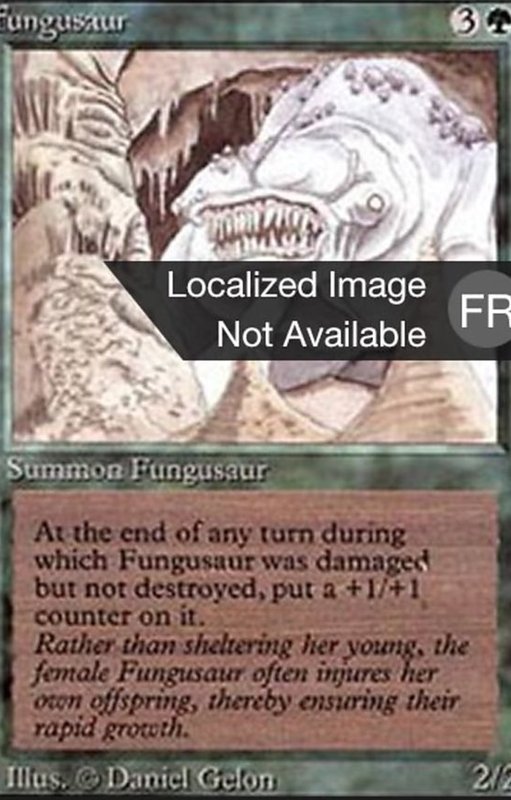 Fungusaur 3
Localized Image
Not Available
FR
Summon Fungusaur
At the end of any turn during
which Fungusaur was damaged
but not destroyed, put a +1/+1
counter on it.
Rather than sheltering her young, the
female Fungusaur often injures her
own offspring, thereby ensuring their
rapid growth.
Illus. © Daniel Gelon 2/2